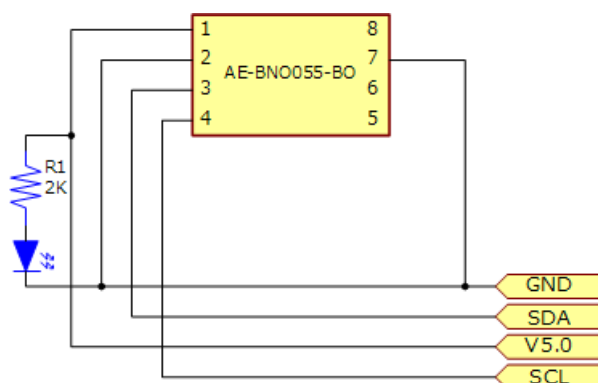 1 8
2 7
AE-BNO055-BO
3 6
4 5
R1
2K
GND
SDA
V5.0
SCL